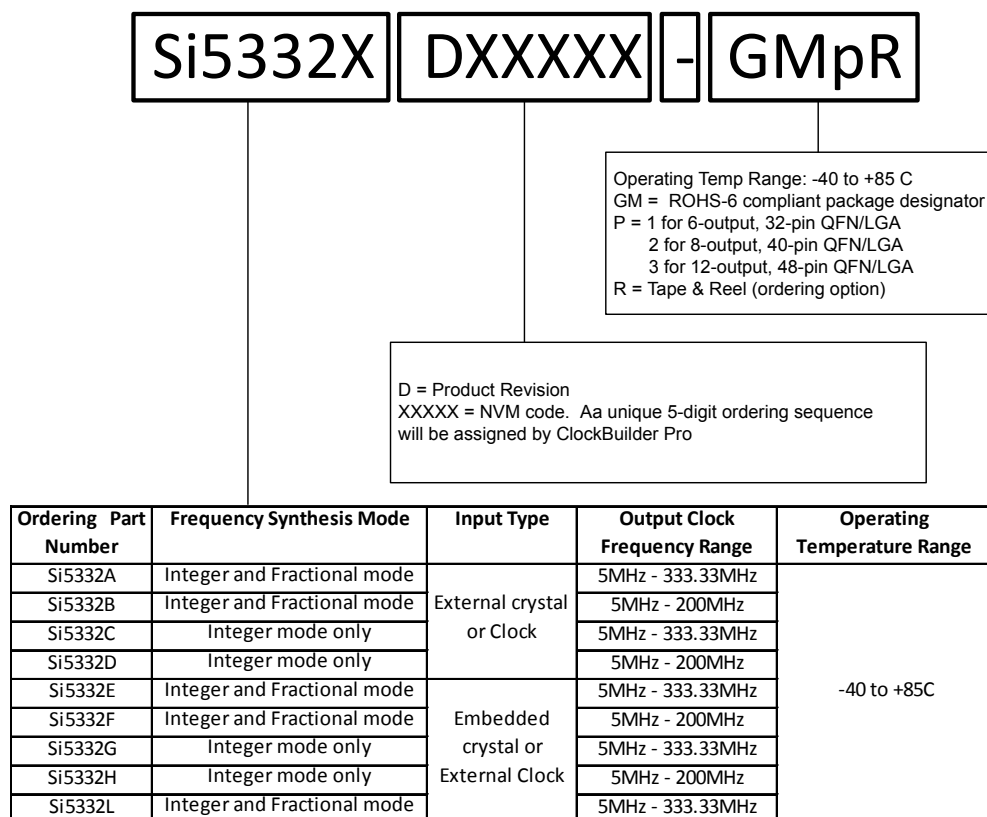 Si5332X DXXXXX - GMpR
Operating Temp Range: -40 to +85 C
GM = ROHS-6 compliant package designator
P = 1 for 6-output, 32-pin QFN/LGA
2 for 8-output, 40-pin QFN/LGA
3 for 12-output, 48-pin QFN/LGA
R = Tape & Reel (ordering option)
D = Product Revision
XXXXX = NVM code. Aa unique 5-digit ordering sequence
will be assigned by ClockBuilder Pro
Ordering Part Number Frequency Synthesis Mode Input Type Output Clock Frequency Range Operating Temperature Range
Si5332A Integer and Fractional mode External crystal or Clock 5MHz - 333.33MHz -40 to +85C
Si5332B Integer and Fractional mode 5MHz - 200MHz
Si5332C Integer mode only 5MHz - 333.33MHz
Si5332D Integer mode only 5MHz - 200MHz
Si5332E Integer and Fractional mode Embedded crystal or External Clock 5MHz - 333.33MHz
Si5332F Integer and Fractional mode 5MHz - 200MHz
Si5332G Integer mode only 5MHz - 333.33MHz
Si5332H Integer mode only 5MHz - 200MHz
Si5332L Integer and Fractional mode 5MHz - 333.33MHz